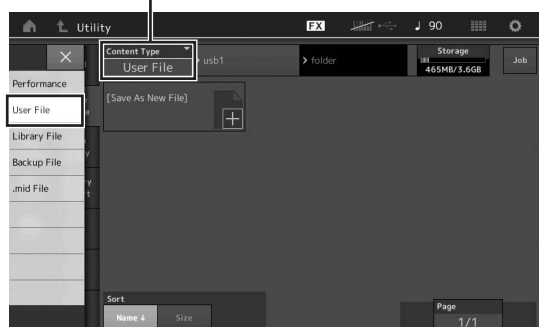 Utility
FX
♩ 90
Content Type
User File
usb1
> folder
Storage
465MB/3.6GB
Job
Performance
User File
Library File
Backup File
.mid File
[Save As New File]
Sort
Name ↓
Size
Page
1/1